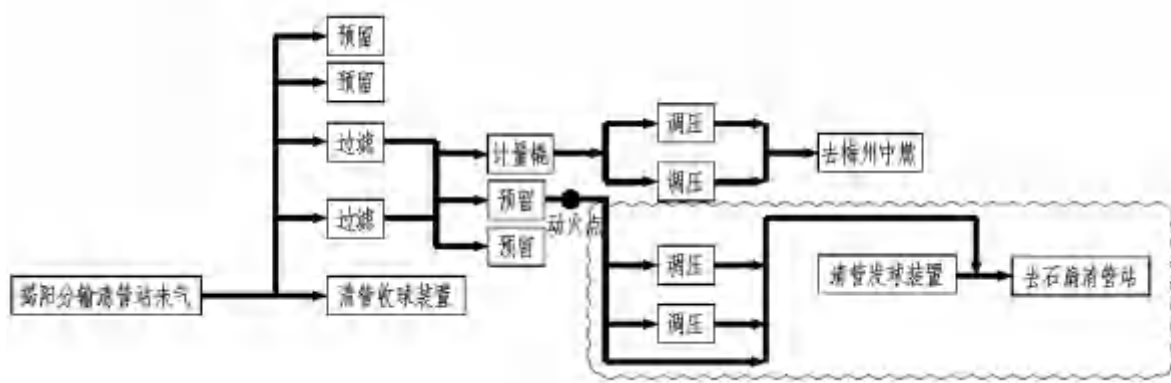 预留
预留
过滤
计量橇
调压
去梅州中燃
调压
预留
动火点
过滤
预留
调压
揭阳分输清管站来气
清管收球装置
清管发球装置
去石扇清管站
调压